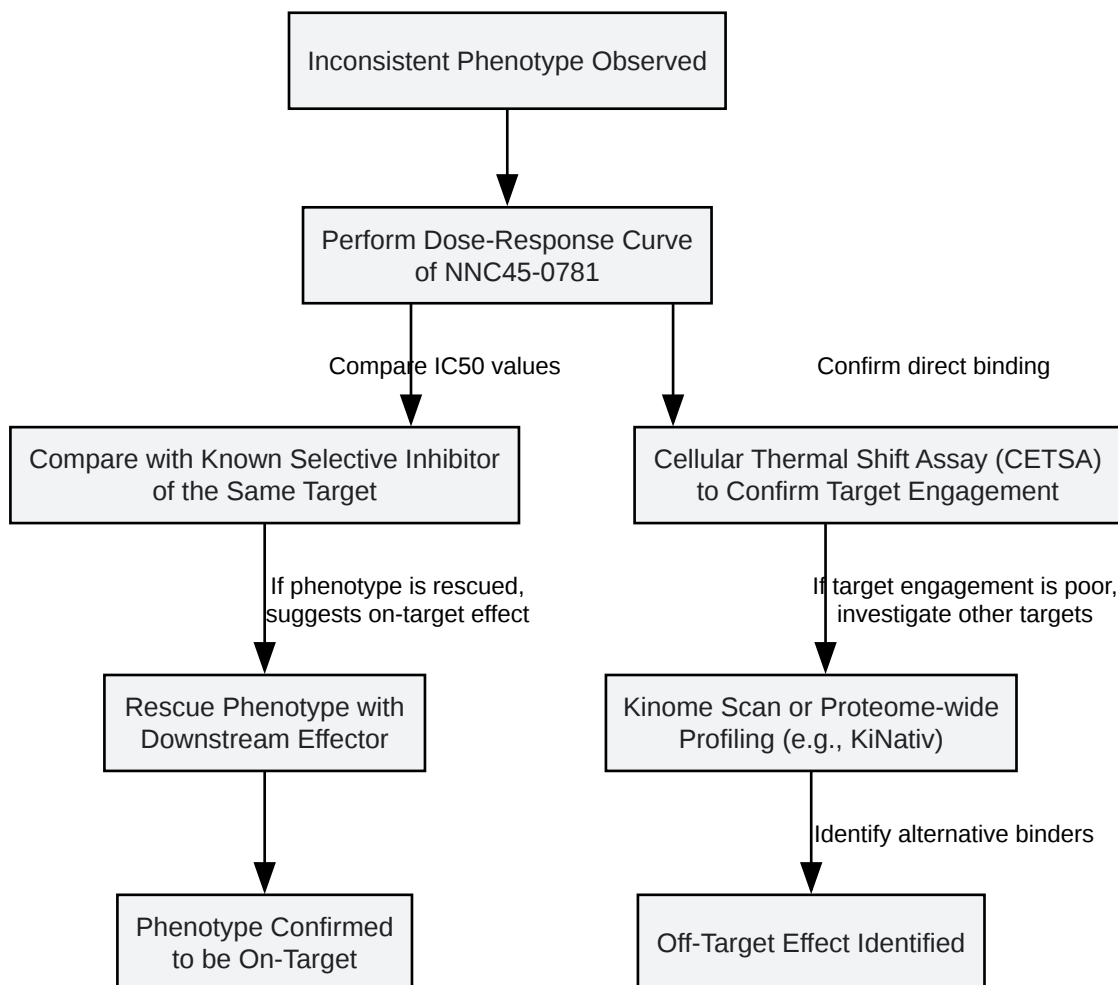 Inconsistent Phenotype Observed
Perform Dose-Response Curve
of NNC45-0781
Compare IC50 values
Confirm direct binding
Compare with Known Selective Inhibitor
of the Same Target
Cellular Thermal Shift Assay (CETSA)
to Confirm Target Engagement
If phenotype is rescued,
suggests on-target effect
If target engagement is poor,
investigate other targets
Rescue Phenotype with
Downstream Effector
Kinome Scan or Proteome-wide
Profiling (e.g., KiNativ)
Identify alternative binders
Phenotype Confirmed
to be On-Target
Off-Target Effect Identified